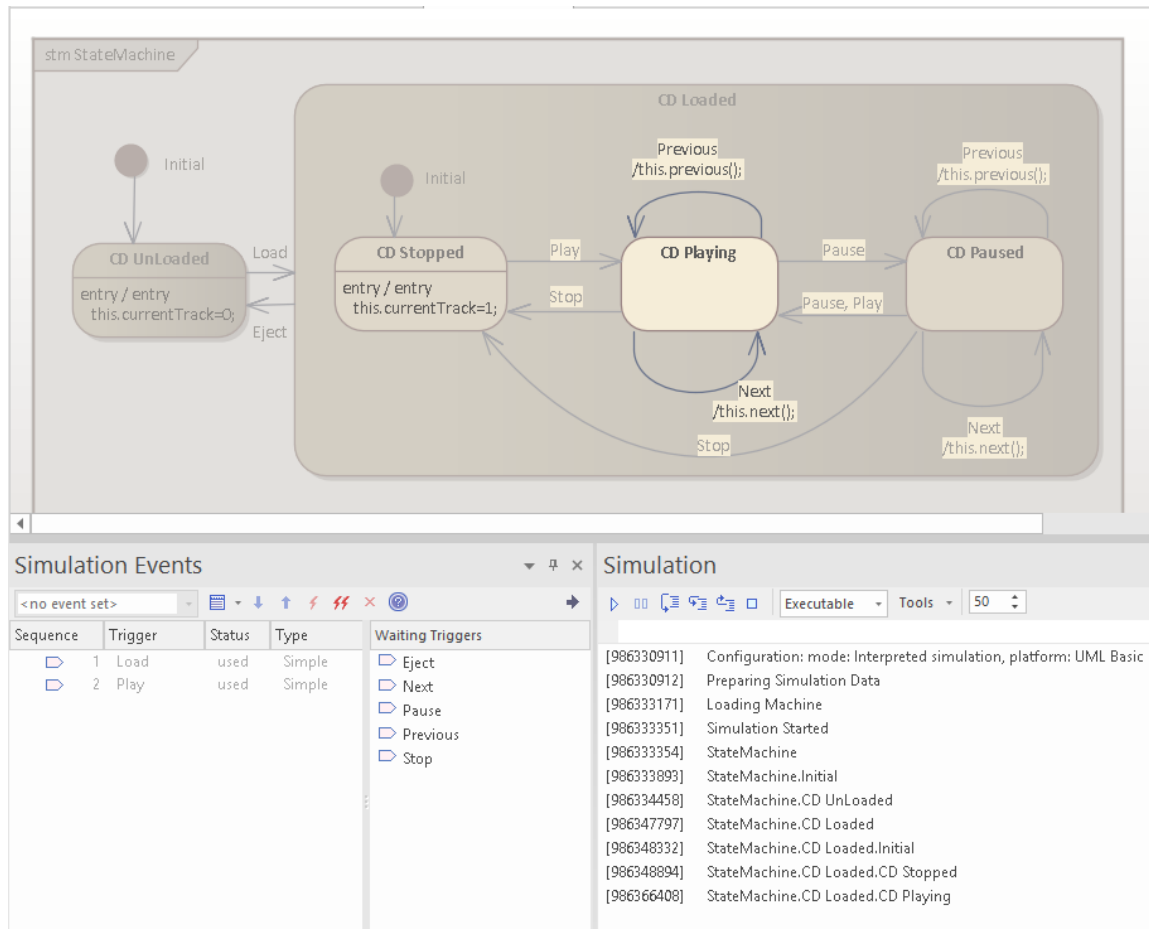 stm StateMachine
CD Loaded
Initial
Initial
Previous
/this.previous();
Previous
/this.previous();
CD UnLoaded
entry / entry
this.currentTrack=0;
Load
Eject
CD Stopped
entry / entry
this.currentTrack=1;
Play
Stop
CD Playing
Pause
Pause, Play
CD Paused
Next
/this.next();
Stop
Next
/this.next();
Simulation Events
<no event set>
Sequence Trigger Status Type
1 Load used Simple
2 Play used Simple
Waiting Triggers
Eject
Next
Pause
Previous
Stop
Simulation
Executable Tools 50
[986330911] Configuration: mode: Interpreted simulation, platform: UML Basic
[986330912] Preparing Simulation Data
[986333171] Loading Machine
[986333351] Simulation Started
[986333354] StateMachine
[986333893] StateMachine.Initial
[986334458] StateMachine.CD UnLoaded
[986347797] StateMachine.CD Loaded
[986348332] StateMachine.CD Loaded.Initial
[986348894] StateMachine.CD Loaded.CD Stopped
[986366408] StateMachine.CD Loaded.CD Playing